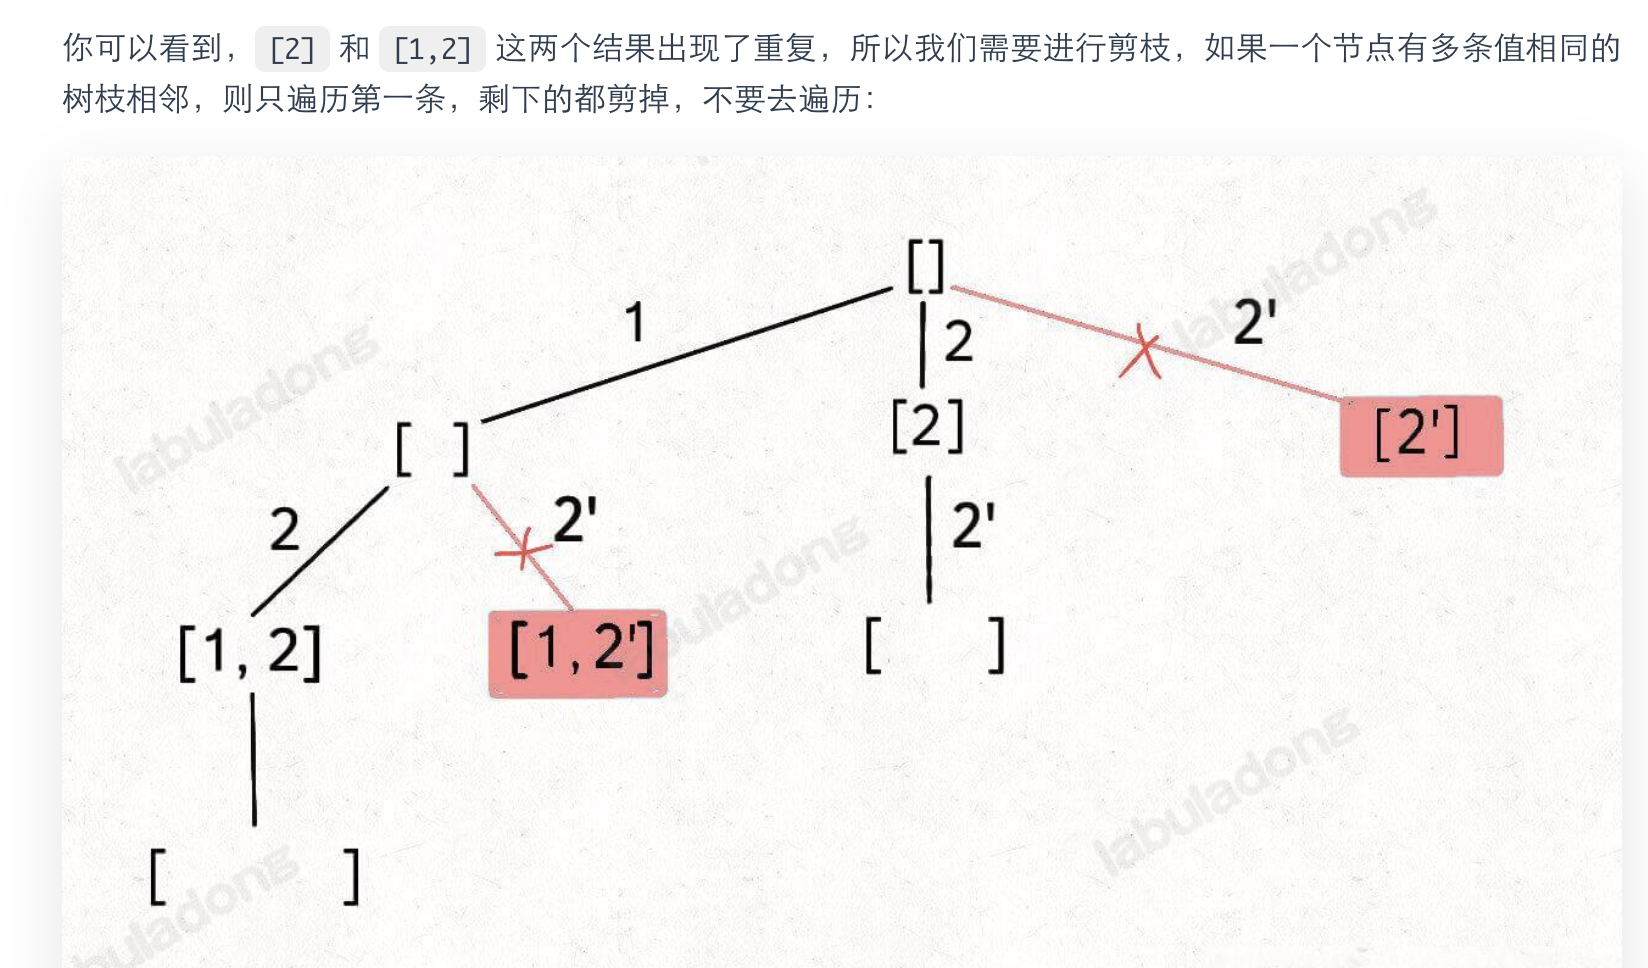 你可以看到， [2] 和 [1,2] 这两个结果出现了重复，所以我们需要进行剪枝，如果一个节点有多条值相同的
树枝相邻，则只遍历第一条，剩下的都剪掉，不要去遍历：
labuladong
[]
1
2
2'
labuladong
[ ]
[2]
[2']
2
2'
2'
labuladong
[1,2]
[1,2']
[ ]
labuladong
[ ]
labuladong